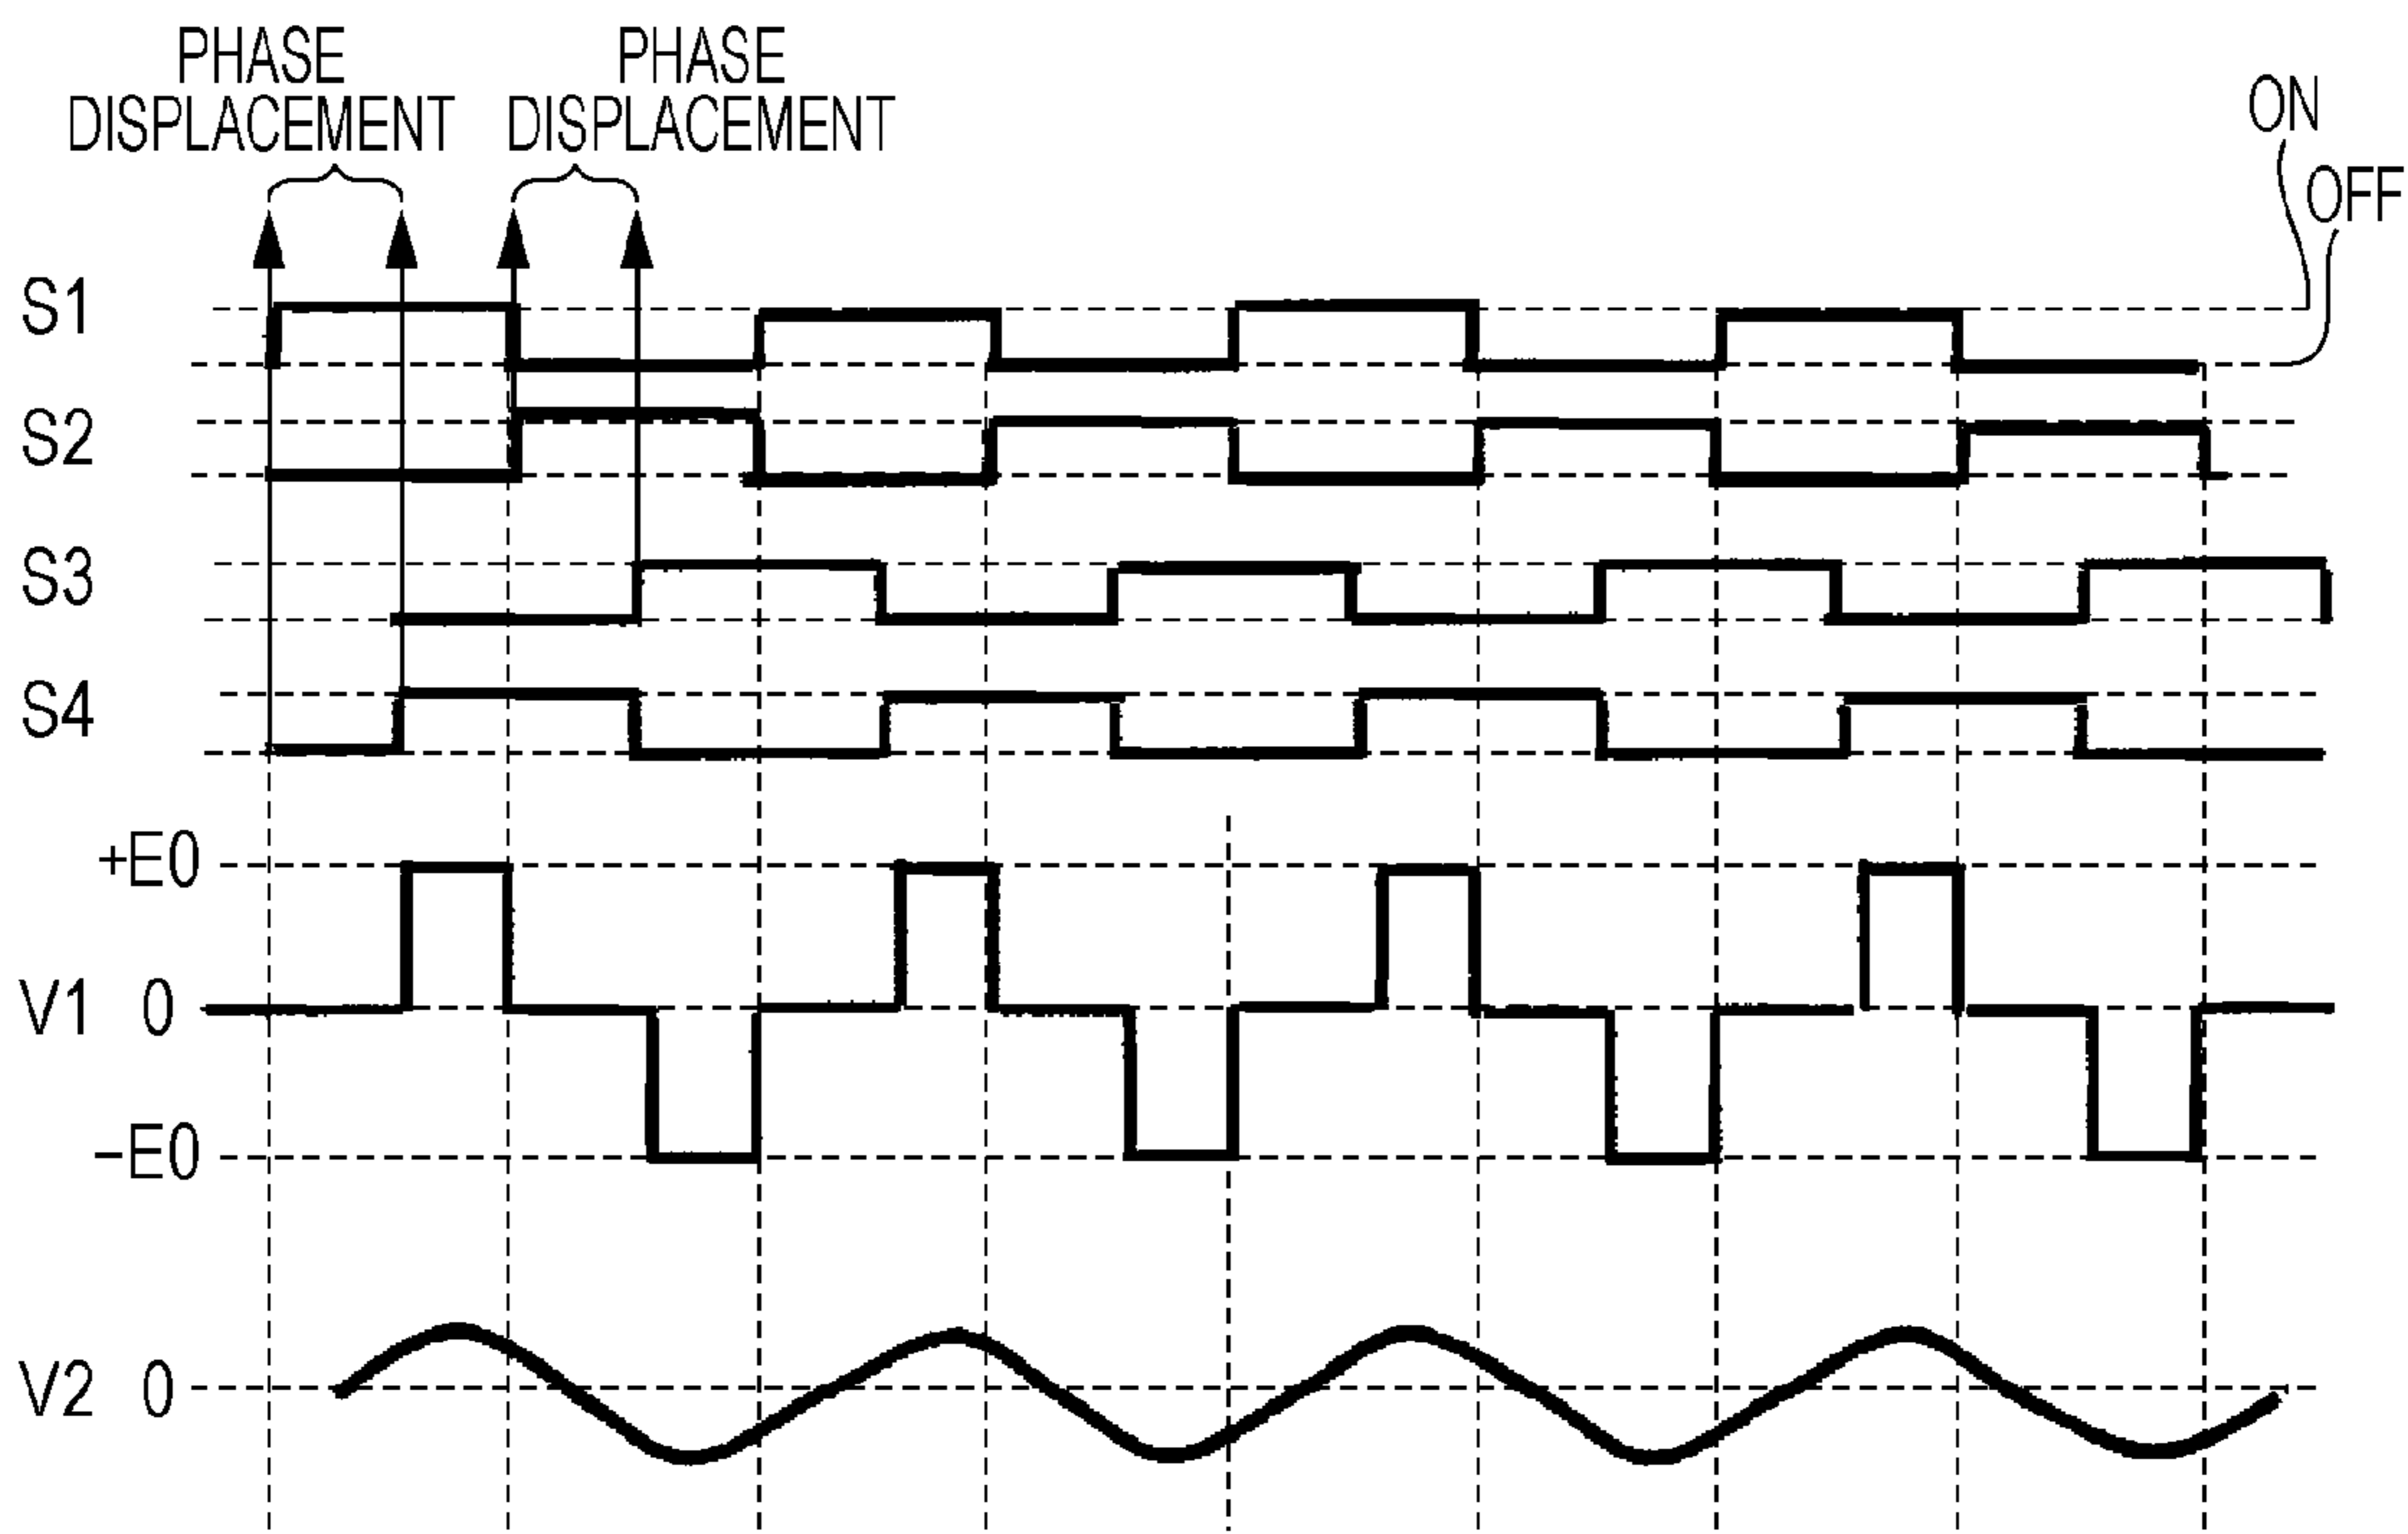 PHASE
DISPLACEMENT
PHASE
DISPLACEMENT
ON
OFF
S1
S2
S3
S4
+E0
V1 0
−E0
V2 0